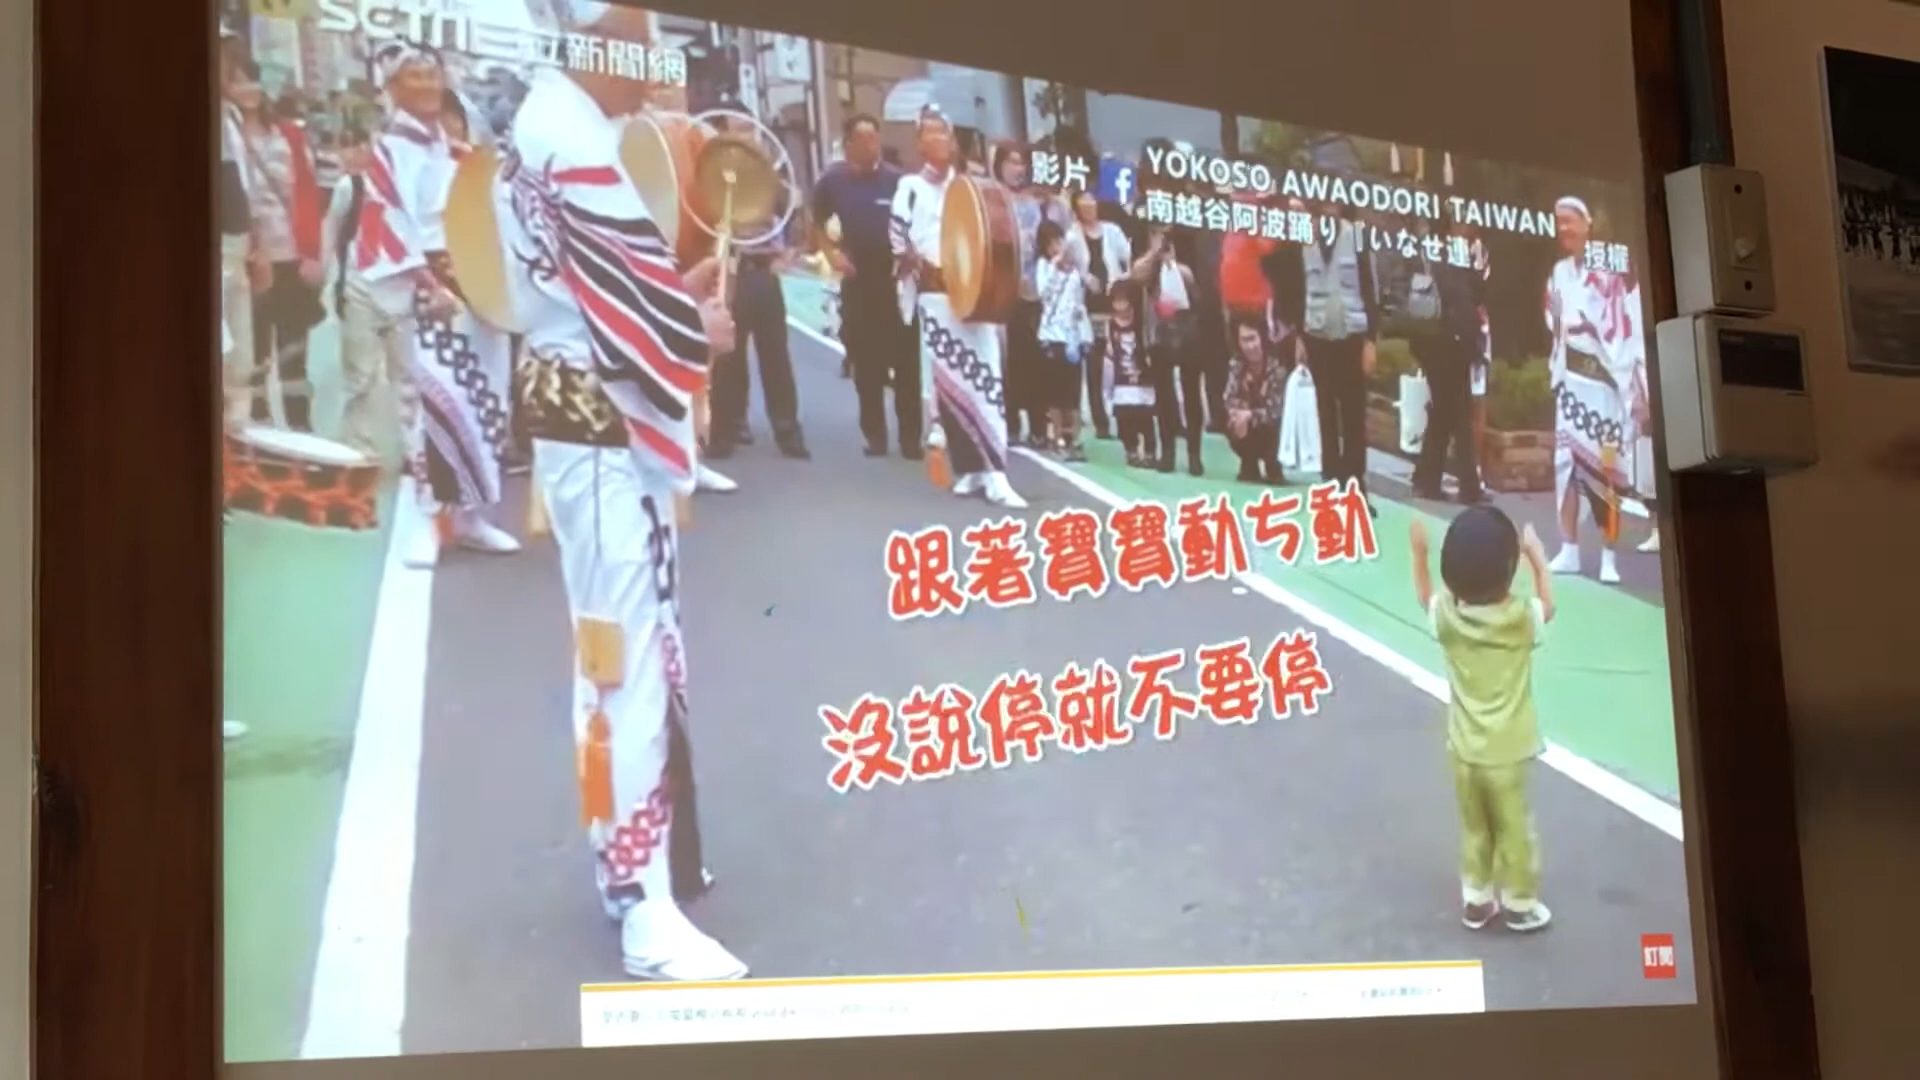 SCTN三立新聞網
影片
YOKOSO AWAODORI TAIWAN
南越谷阿波踊り『いなせ連』
授權
跟著寶寶動ㄘ動
沒說停就不要停
訂閱